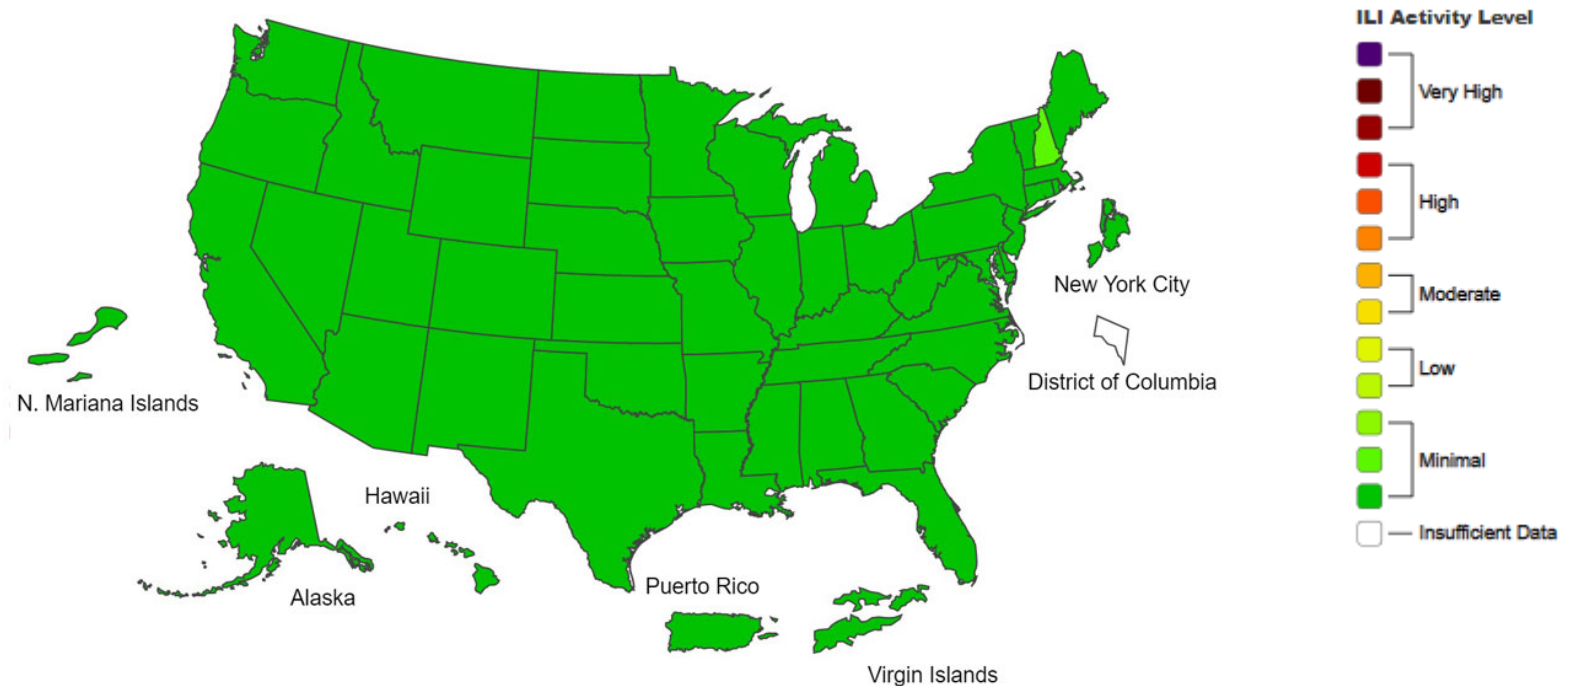 ILI Activity Level
Very High
High
Moderate
Low
Minimal
Insufficient Data
New York City
District of Columbia
N. Mariana Islands
Hawaii
Alaska
Puerto Rico
Virgin Islands